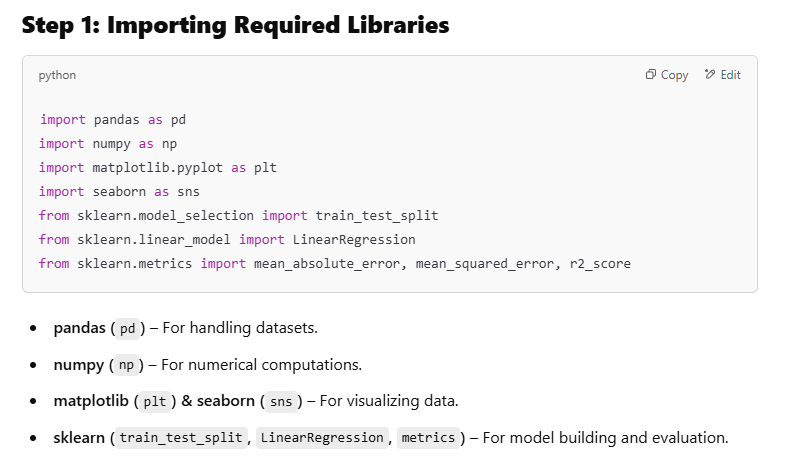 Step 1: Importing Required Libraries
python
Copy
Edit
import pandas as pd
import numpy as np
import matplotlib.pyplot as plt
import seaborn as sns
from sklearn.model_selection import train_test_split
from sklearn.linear_model import LinearRegression
from sklearn.metrics import mean_absolute_error, mean_squared_error, r2_score
• pandas (pd) – For handling datasets.
• numpy (np) – For numerical computations.
• matplotlib (plt) & seaborn (sns) – For visualizing data.
• sklearn (train_test_split, LinearRegression, metrics) – For model building and evaluation.